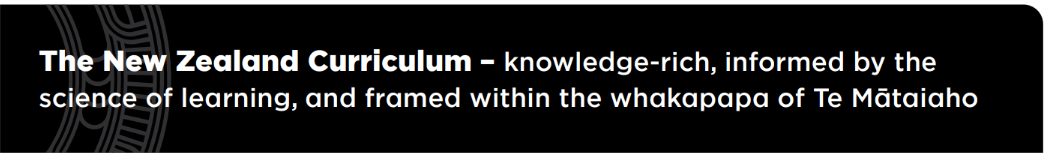 The New Zealand Curriculum – knowledge-rich, informed by the
science of learning, and framed within the whakapapa of Te Mātaiaho